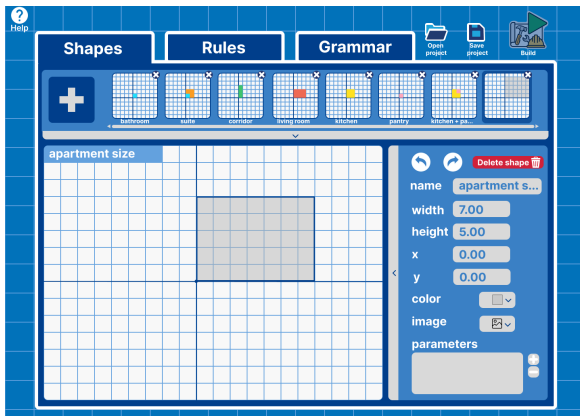 Help
Shapes
Rules
Grammar
Open project
Save project
Build
bathroom
suite
corridor
living room
kitchen
pantry
kitchen + pa...
apartment size
Delete shape
name apartment s...
width 7.00
height 5.00
x 0.00
y 0.00
color
image
parameters